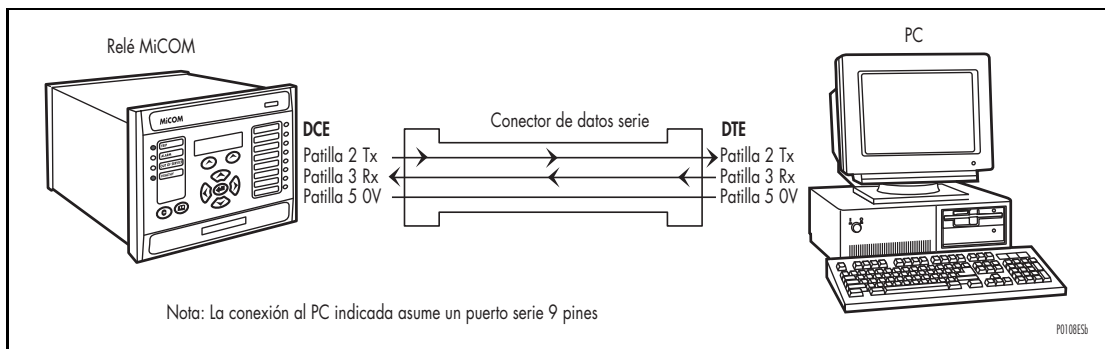 Relé MiCOM
PC
MiCOM
DCE
Conector de datos serie
DTE
Patilla 2 Tx
Patilla 2 Tx
Patilla 3 Rx
Patilla 3 Rx
Patilla 5 0V
Patilla 5 0V
Nota: La conexión al PC indicada asume un puerto serie 9 pines
P0108ESb